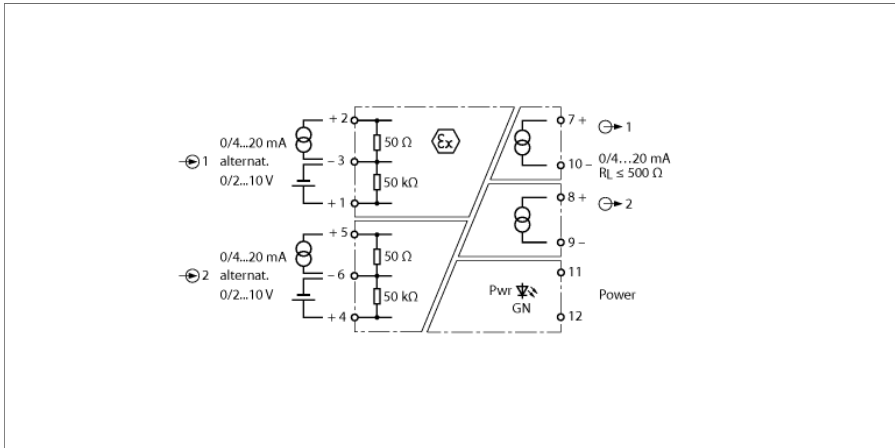 + 2
0/4...20 mA
50 Ω
1 alternat.
– 3
0/2...10 V
50 kΩ
+ 1
εx
7 +
1
10 –
0/4...20 mA
RL ≤ 500 Ω
8 +
2
9 –
+ 5
0/4...20 mA
50 Ω
2 alternat.
– 6
0/2...10 V
50 kΩ
+ 4
11
Pwr
GN
Power
12